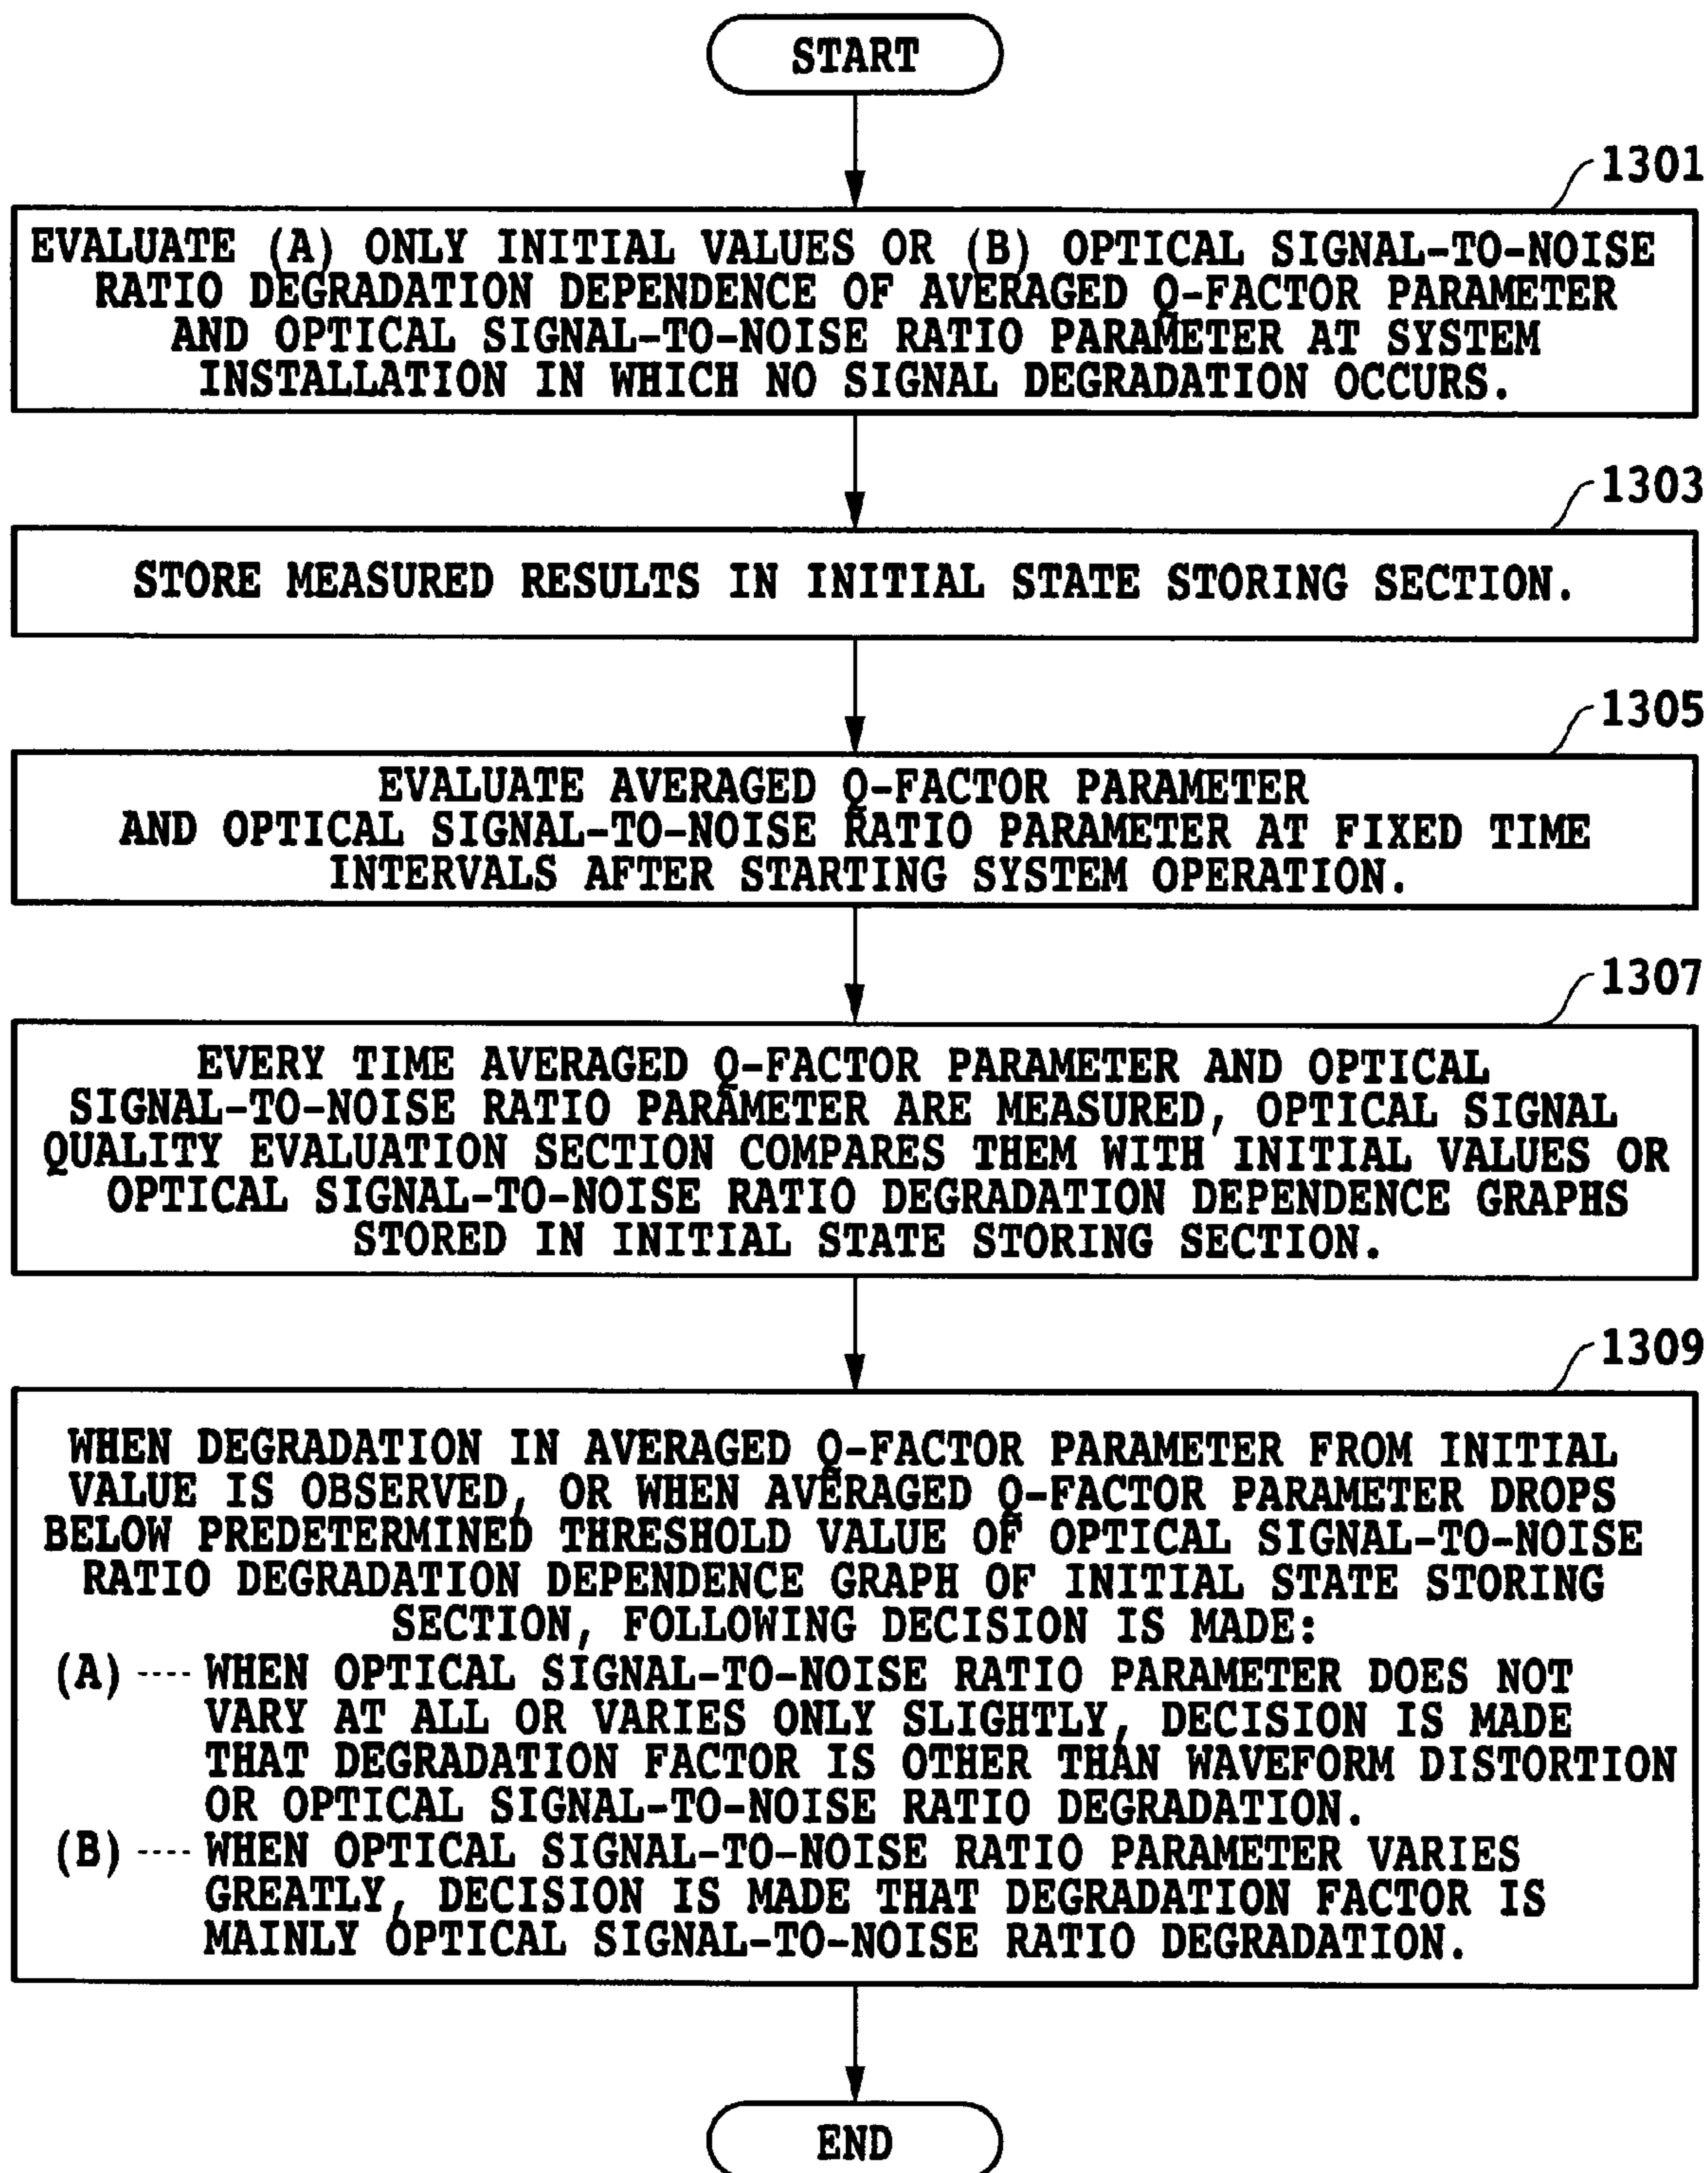 START
1301
EVALUATE (A) ONLY INITIAL VALUES OR (B) OPTICAL SIGNAL-TO-NOISE
RATIO DEGRADATION DEPENDENCE OF AVERAGED Q-FACTOR PARAMETER
AND OPTICAL SIGNAL-TO-NOISE RATIO PARAMETER AT SYSTEM
INSTALLATION IN WHICH NO SIGNAL DEGRADATION OCCURS.
1303
STORE MEASURED RESULTS IN INITIAL STATE STORING SECTION.
1305
EVALUATE AVERAGED Q-FACTOR PARAMETER
AND OPTICAL SIGNAL-TO-NOISE RATIO PARAMETER AT FIXED TIME
INTERVALS AFTER STARTING SYSTEM OPERATION.
1307
EVERY TIME AVERAGED Q-FACTOR PARAMETER AND OPTICAL
SIGNAL-TO-NOISE RATIO PARAMETER ARE MEASURED, OPTICAL SIGNAL
QUALITY EVALUATION SECTION COMPARES THEM WITH INITIAL VALUES OR
OPTICAL SIGNAL-TO-NOISE RATIO DEGRADATION DEPENDENCE GRAPHS
STORED IN INITIAL STATE STORING SECTION.
1309
WHEN DEGRADATION IN AVERAGED Q-FACTOR PARAMETER FROM INITIAL
VALUE IS OBSERVED, OR WHEN AVERAGED Q-FACTOR PARAMETER DROPS
BELOW PREDETERMINED THRESHOLD VALUE OF OPTICAL SIGNAL-TO-NOISE
RATIO DEGRADATION DEPENDENCE GRAPH OF INITIAL STATE STORING
SECTION, FOLLOWING DECISION IS MADE:
(A) ---- WHEN OPTICAL SIGNAL-TO-NOISE RATIO PARAMETER DOES NOT
VARY AT ALL OR VARIES ONLY SLIGHTLY, DECISION IS MADE
THAT DEGRADATION FACTOR IS OTHER THAN WAVEFORM DISTORTION
OR OPTICAL SIGNAL-TO-NOISE RATIO DEGRADATION.
(B) ---- WHEN OPTICAL SIGNAL-TO-NOISE RATIO PARAMETER VARIES
GREATLY, DECISION IS MADE THAT DEGRADATION FACTOR IS
MAINLY OPTICAL SIGNAL-TO-NOISE RATIO DEGRADATION.
END